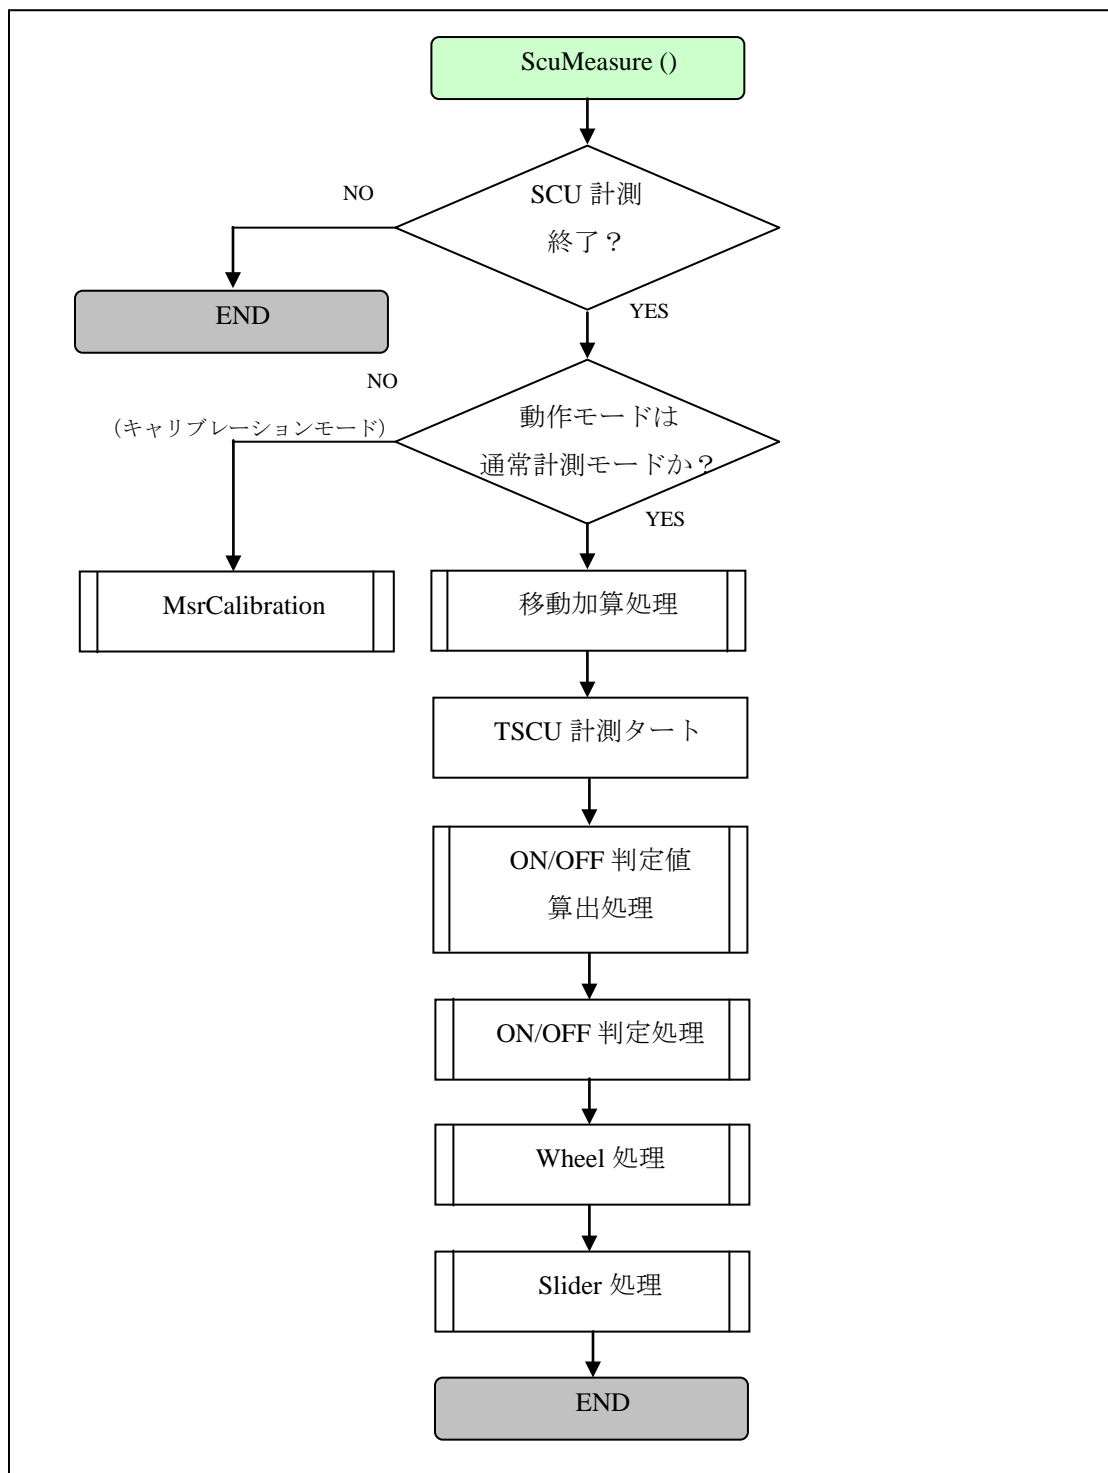 ScuMeasure ()
SCU 計測
終了？
NO
END
YES
動作モードは
通常計測モードか？
NO
（キャリブレーションモード）
YES
MsrCalibration
移動加算処理
TSCU 計測タート
ON/OFF 判定値
算出処理
ON/OFF 判定処理
Wheel 処理
Slider 処理
END